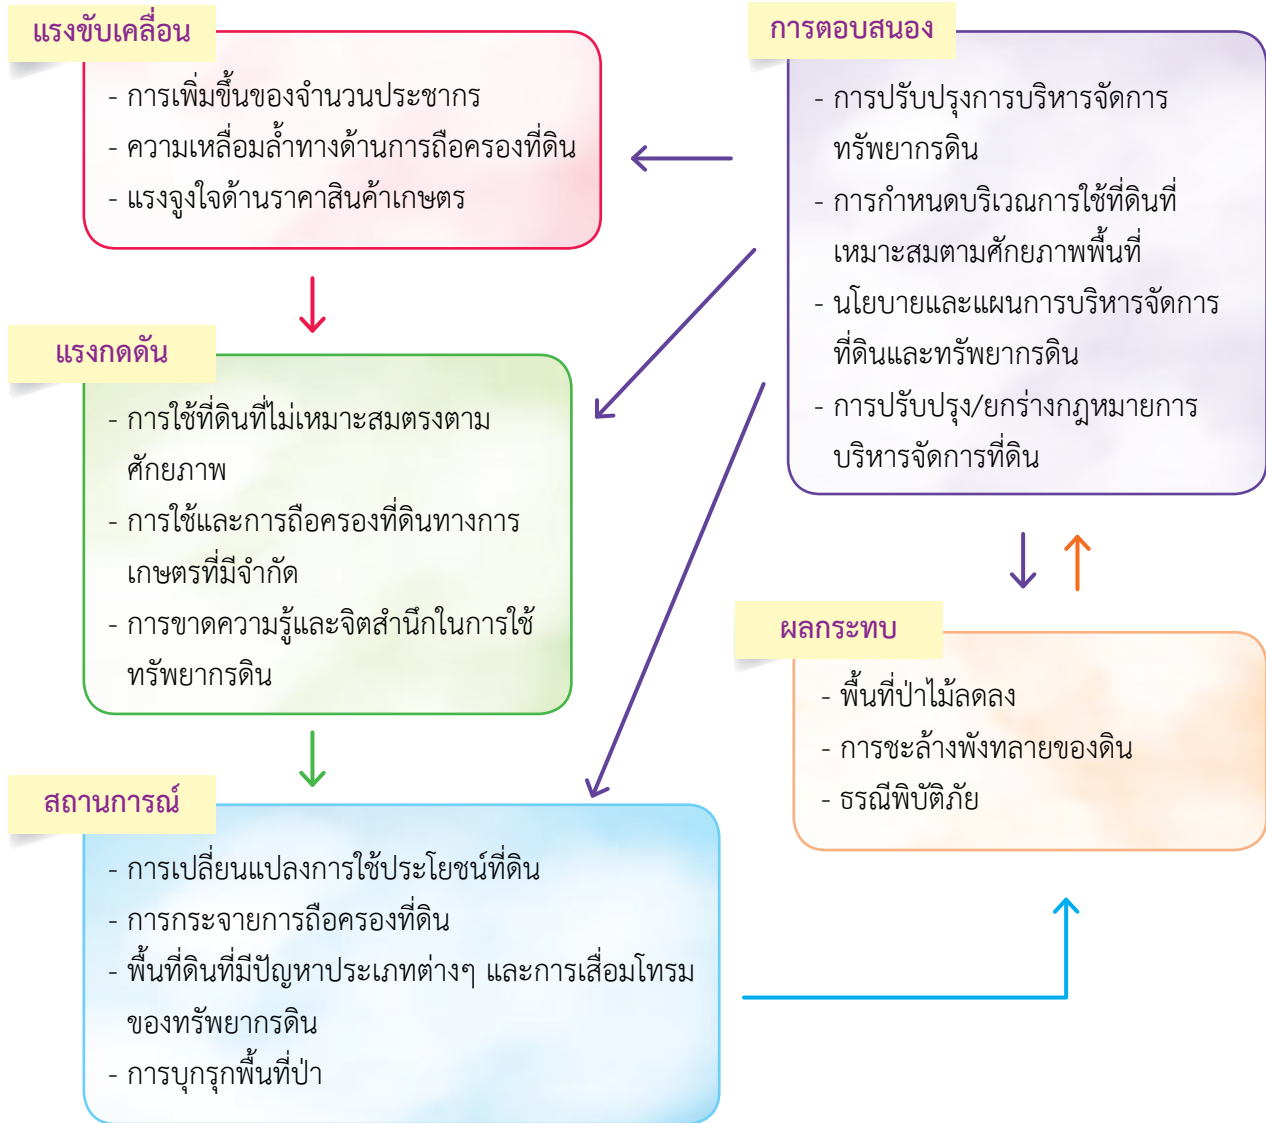 แรงขับเคลื่อน
- การเพิ่มขึ้นของจำนวนประชากร
- ความเหลื่อมล้ำทางด้านการถือครองที่ดิน
- แรงจูงใจด้านราคาสินค้าเกษตร
แรงกดดัน
- การใช้ที่ดินที่ไม่เหมาะสมตรงตาม
ศักยภาพ
- การใช้และการถือครองที่ดินทางการ
เกษตรที่มีจำกัด
- การขาดความรู้และจิตสำนึกในการใช้
ทรัพยากรดิน
สถานการณ์
- การเปลี่ยนแปลงการใช้ประโยชน์ที่ดิน
- การกระจายการถือครองที่ดิน
- พื้นที่ดินที่มีปัญหาประเภทต่างๆ และการเสื่อมโทรม
ของทรัพยากรดิน
- การบุกรุกพื้นที่ป่า
การตอบสนอง
- การปรับปรุงการบริหารจัดการ
ทรัพยากรดิน
- การกำหนดบริเวณการใช้ที่ดินที่
เหมาะสมตามศักยภาพพื้นที่
- นโยบายและแผนการบริหารจัดการ
ที่ดินและทรัพยากรดิน
- การปรับปรุง/ยกร่างกฎหมายการ
บริหารจัดการที่ดิน
ผลกระทบ
- พื้นที่ป่าไม้ลดลง
- การชะล้างพังทลายของดิน
- ธรณีพิบัติภัย